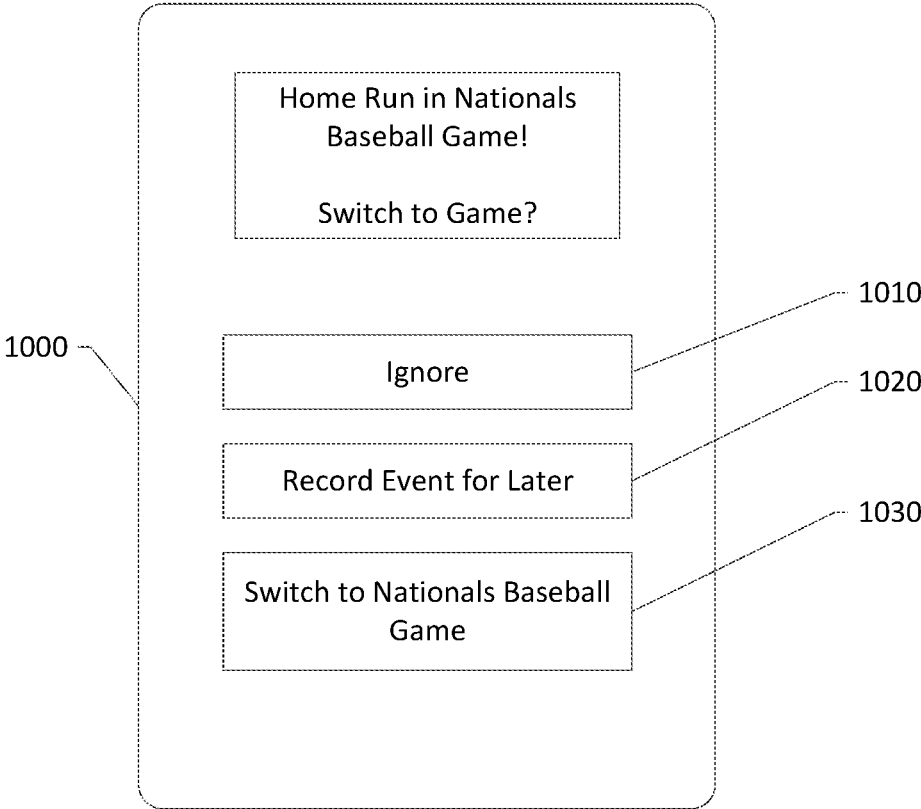 Home Run in Nationals
Baseball Game!
Switch to Game?
1010
1000
Ignore
1020
Record Event for Later
1030
Switch to Nationals Baseball
Game